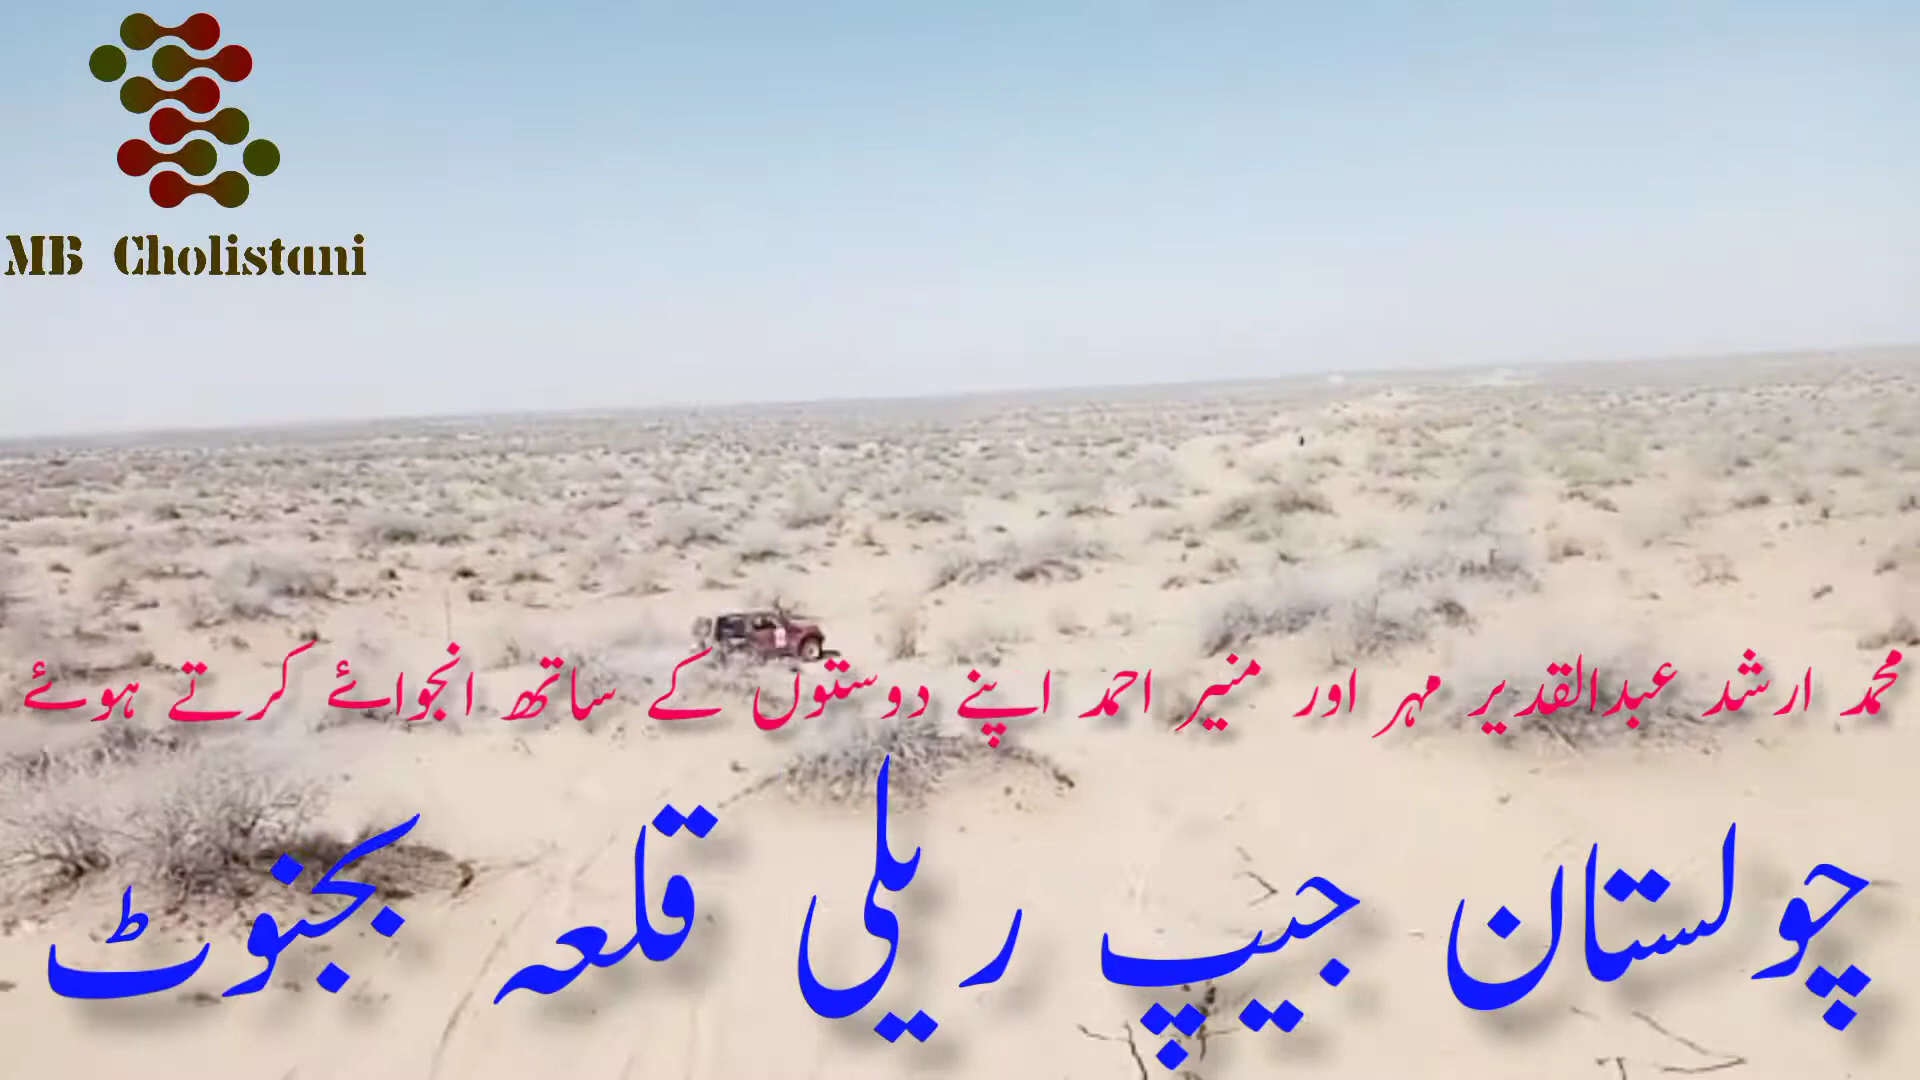 MB Cholistani
محمد ارشد عبدالقدیر مہر اور منیر احمد اپنے دوستوں کے ساتھ انجوائے کرتے ہوئے
چولستان جیپ ریلی قلعہ بجنوٹ